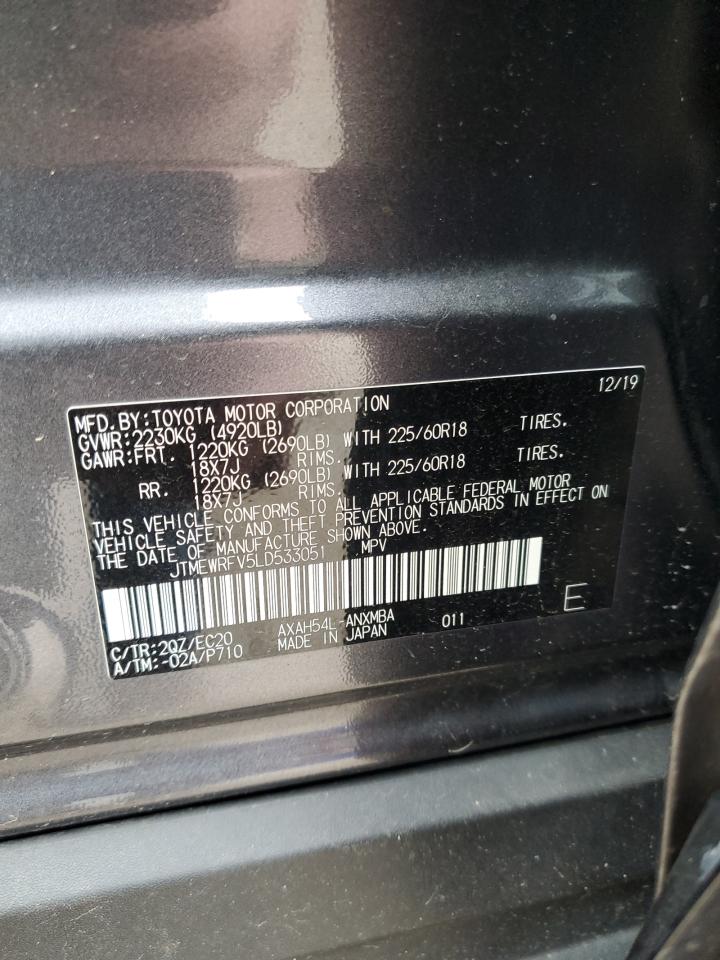 12/19
MFD. BY: TOYOTA MOTOR CORPORATION
GVWR: 2230KG (4920LB)
GAWR: FRT. 1220KG (2690LB) WITH 225/60R18 TIRES.
18X7J RIMS.
RR. 1220KG (2690LB) WITH 225/60R18 TIRES.
18X7J RIMS.
THIS VEHICLE CONFORMS TO ALL APPLICABLE FEDERAL MOTOR
VEHICLE SAFETY AND THEFT PREVENTION STANDARDS IN EFFECT ON
THE DATE OF MANUFACTURE SHOWN ABOVE.
JTMEWRFV5LD533051 MPV
C/TR: 2QZ/EC20 AXAH54L-ANXMBA 011 E
A/TM: -02A/P710 MADE IN JAPAN